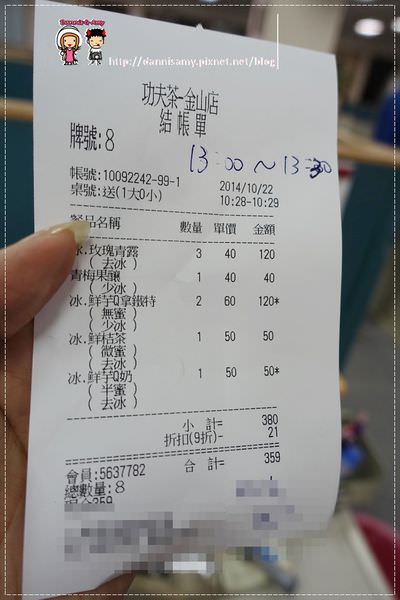 Dannis & Amy
http://dannisamy.pixnet.net/blog
功夫茶-金山店
結帳單
牌號:8
13:00～13:30
帳號:10092242-99-1
2014/10/22
桌號:送(1大0小)
10:28-10:29
餐品名稱 數量 單價 金額
冰.玫瑰青露 3 40 120
( 去冰 )
青梅果釀 1 40 40
( 少冰 )
冰.鮮芋Q拿鐵特 2 60 120*
( 無蜜 )
( 少冰 )
冰.鮮桔茶 1 50 50
( 微蜜 )
( 去冰 )
冰.鮮芋Q奶 1 50 50*
( 半蜜 )
( 去冰 )
小 計= 380
折扣(9折)- 21
會員:5637782 合 計= 359
總數量:8
現金359